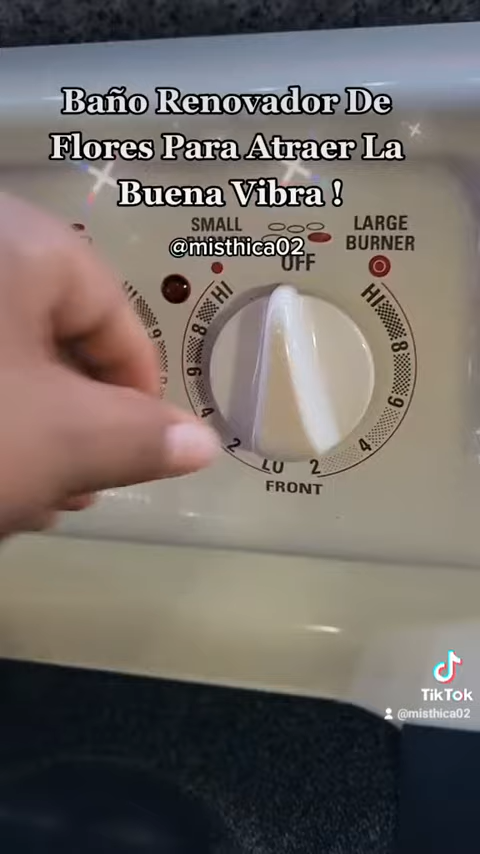 Baño Renovador De
Flores Para Atraer La
Buena Vibra !
@misthica02
SMALL
OFF
LARGE
BURNER
HI
8
9
4
2
LO
2
4
6
8
HI
FRONT
TikTok
@misthica02